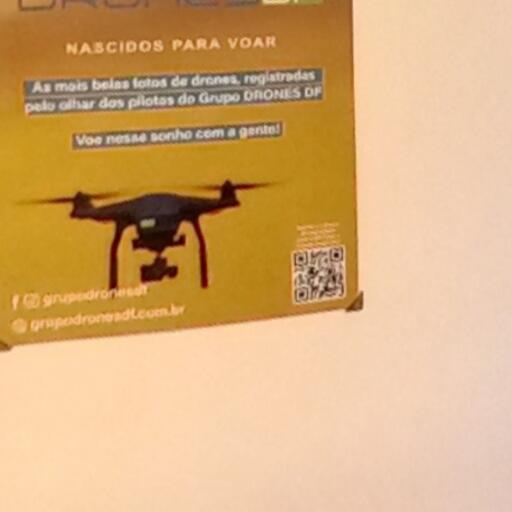 DRONESDF
NASCIDOS PARA VOAR
As mais belas fotos de drones, registradas
pelo olhar dos pilotos do Grupo DRONES DF
Voe nesse sonho com a gente!
grupodronesdf
grupodronesdf.com.br